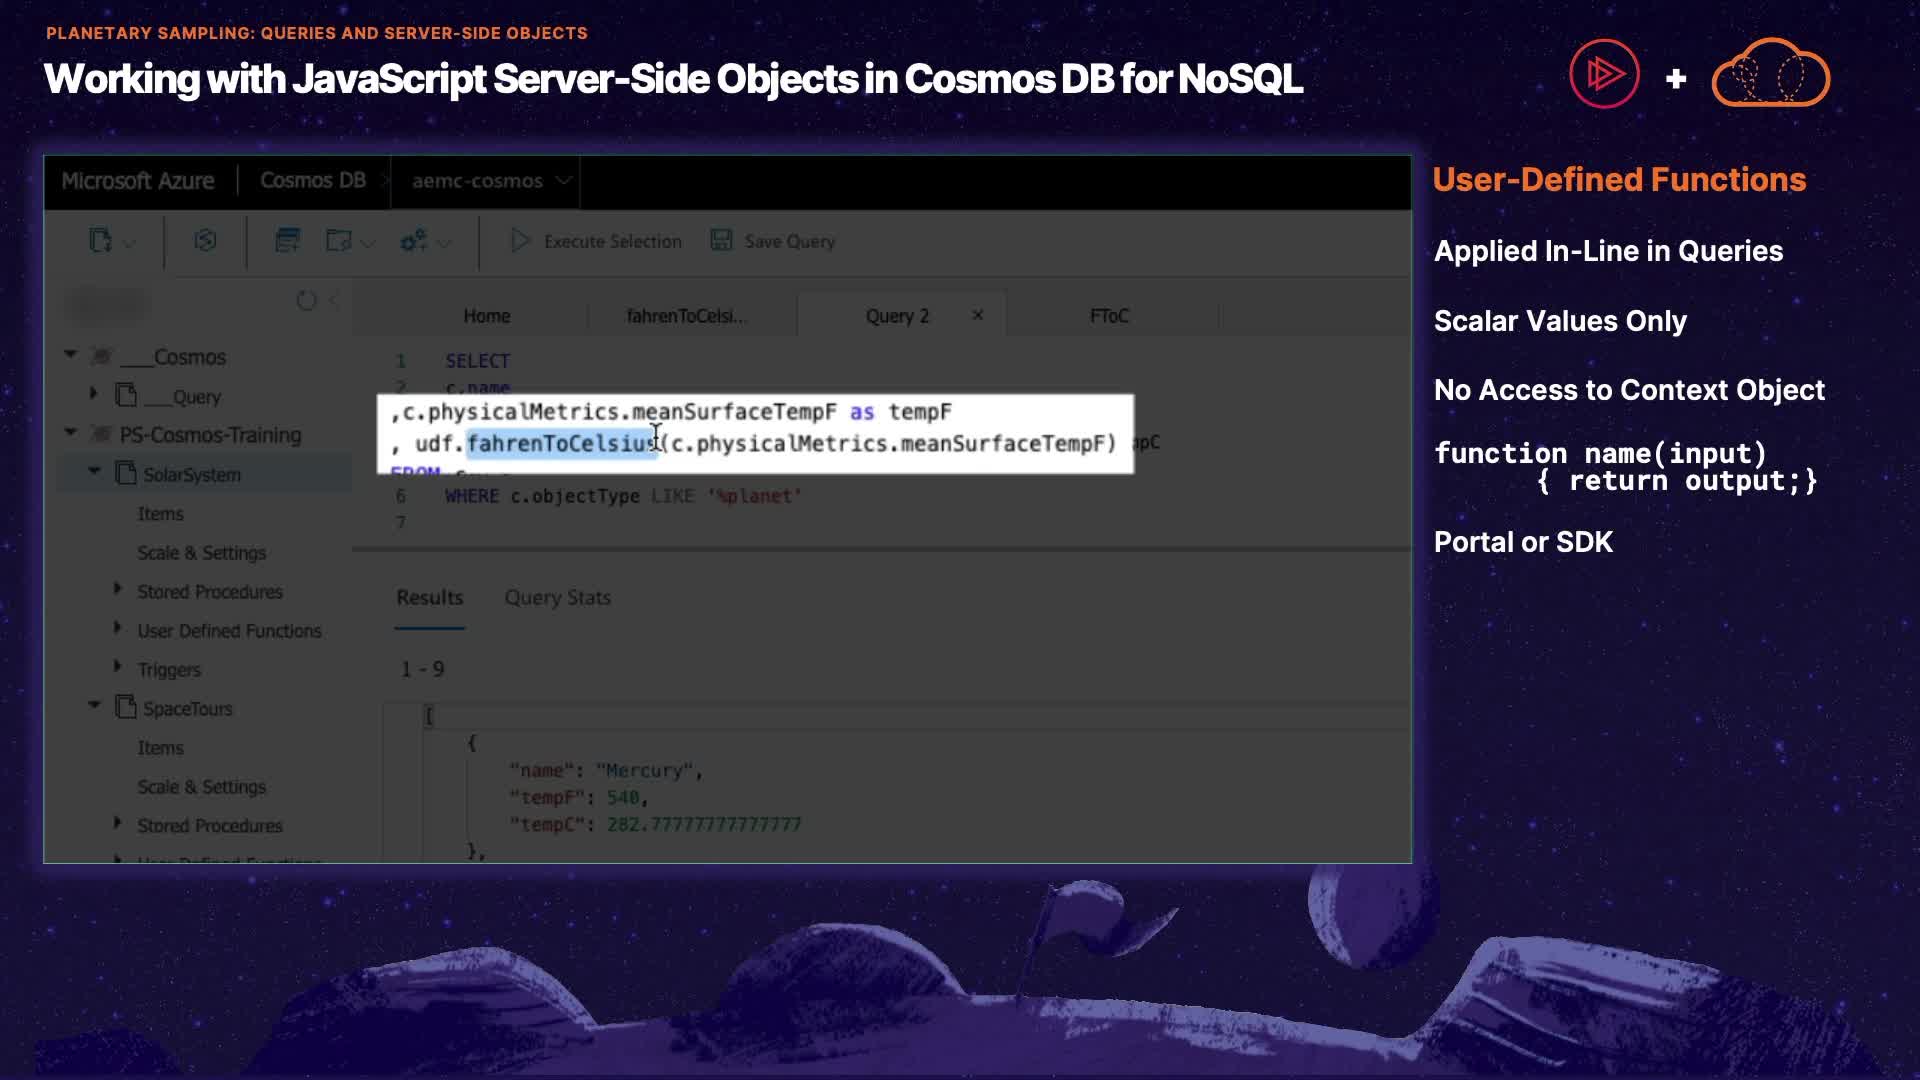 PLANETARY SAMPLING: QUERIES AND SERVER-SIDE OBJECTS
Working with JavaScript Server-Side Objects in Cosmos DB for NoSQL
+
Microsoft Azure
Cosmos DB
aemc-cosmos
Execute Selection
Save Query
Home
fahrenToCelsi...
Query 2
FToC
___Cosmos
___Query
PS-Cosmos-Training
SolarSystem
Items
Scale & Settings
Stored Procedures
User Defined Functions
Triggers
SpaceTours
Items
Scale & Settings
Stored Procedures
User Defined Functions
1 SELECT
2 c.name
,c.physicalMetrics.meanSurfaceTempF as tempF
, udf.fahrenToCelsius(c.physicalMetrics.meanSurfaceTempF)
FROM
6 WHERE c.objectType LIKE '%planet'
7
Results
Query Stats
1 - 9
[
{
"name": "Mercury",
"tempF": 540,
"tempC": 282.77777777777777
},
User-Defined Functions
Applied In-Line in Queries
Scalar Values Only
No Access to Context Object
function name(input)
{ return output;}
Portal or SDK